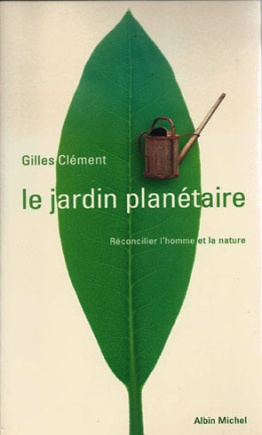 Gilles Clément
le jardin planétaire
Réconcilier l'homme et la nature
Albin Michel